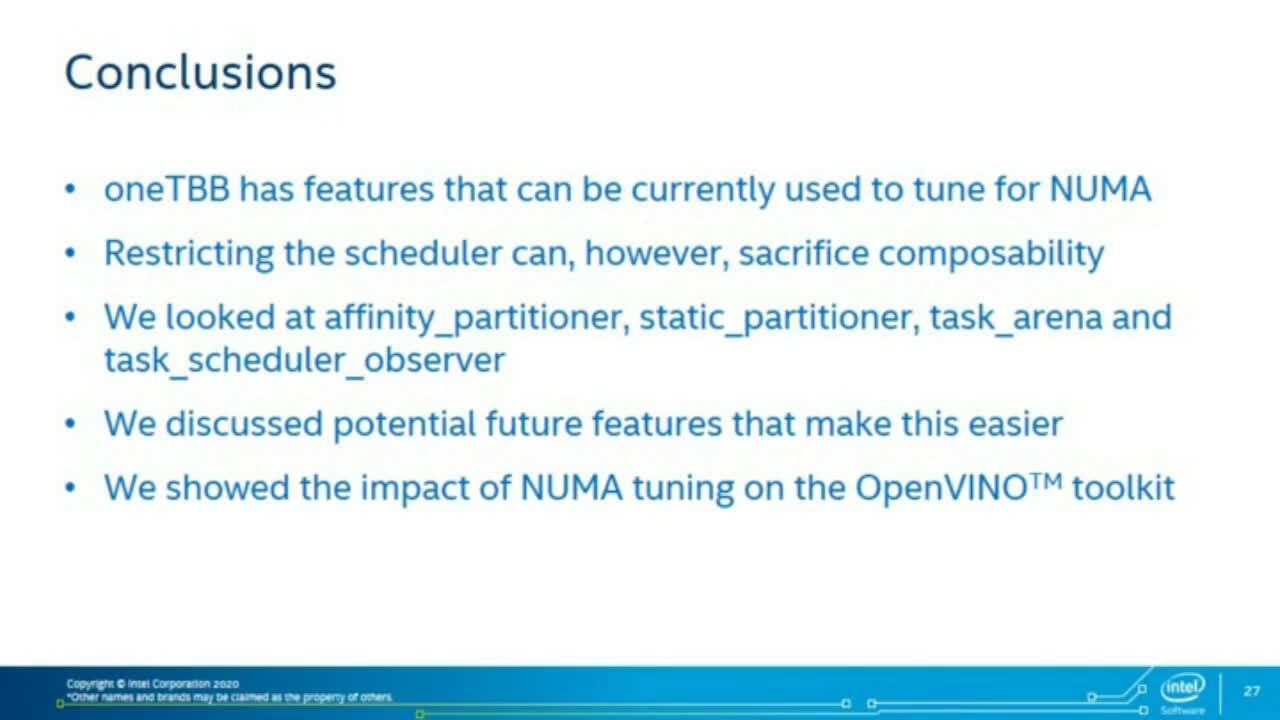 Conclusions
• oneTBB has features that can be currently used to tune for NUMA
• Restricting the scheduler can, however, sacrifice composability
• We looked at affinity_partitioner, static_partitioner, task_arena and
task_scheduler_observer
• We discussed potential future features that make this easier
• We showed the impact of NUMA tuning on the OpenVINO™ toolkit
Copyright © Intel Corporation 2020
*Other names and brands may be claimed as the property of others.
intel
Software
27